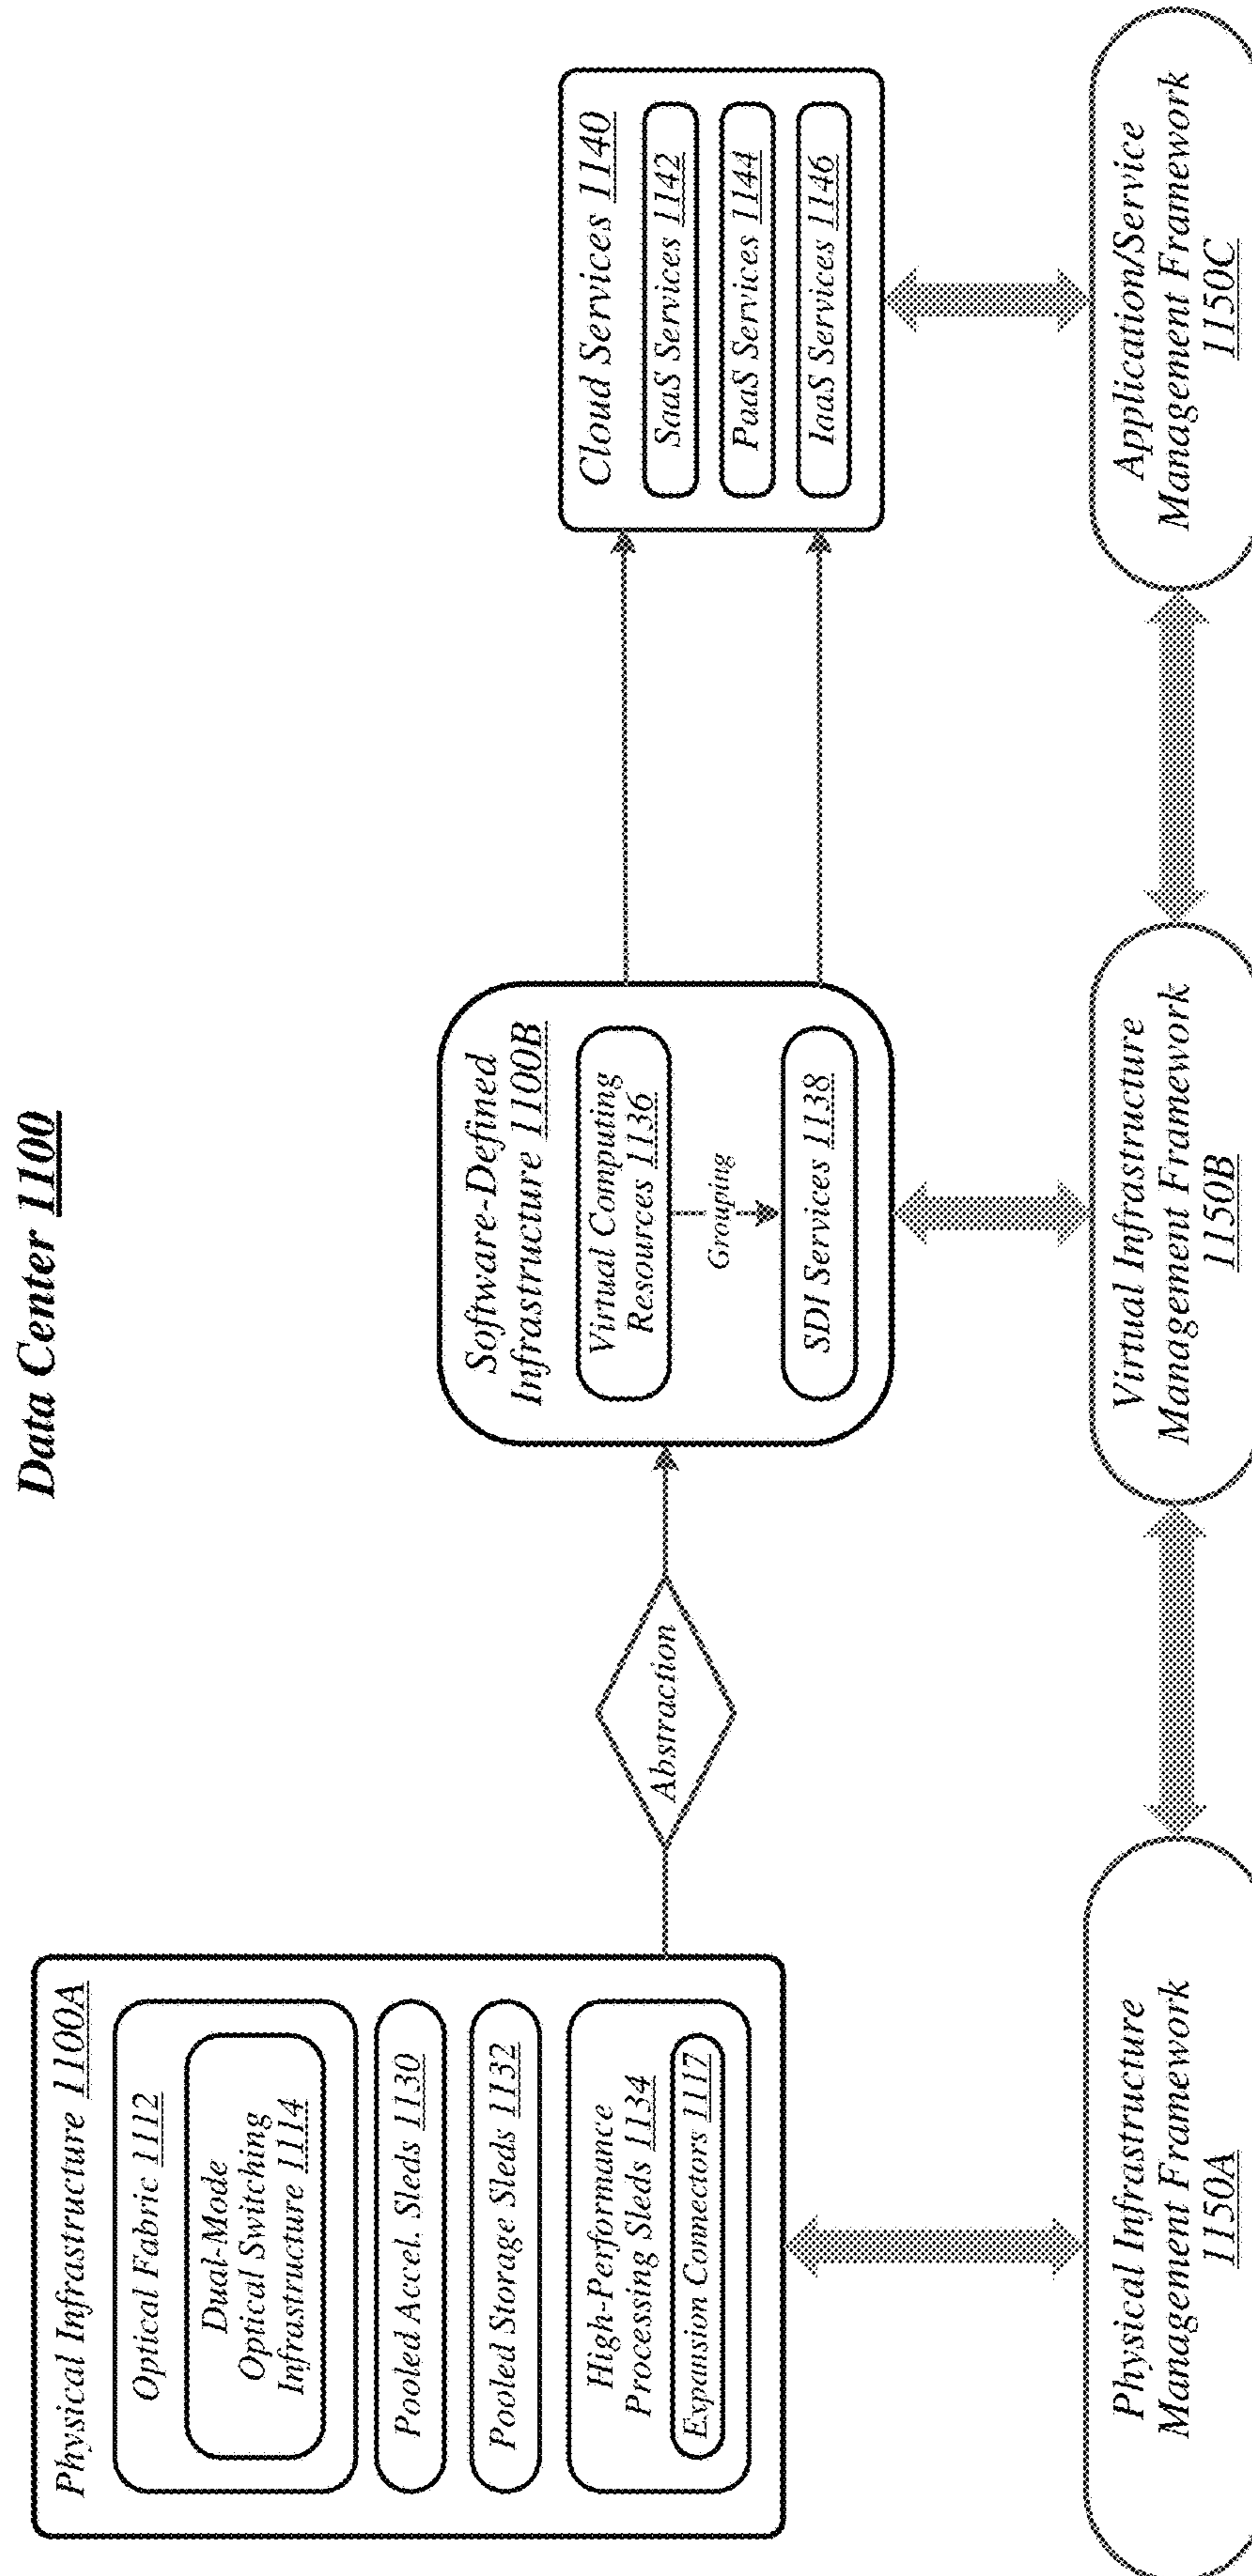 Data Center 1100
Physical Infrastructure 1100A
Optical Fabric 1112
Dual-Mode
Optical Switching
Infrastructure 1114
Pooled Accel. Sleds 1130
Pooled Storage Sleds 1132
High-Performance
Processing Sleds 1134
Expansion Connectors 1117
Abstraction
Software-Defined
Infrastructure 1100B
Virtual Computing
Resources 1136
Grouping
SDI Services 1138
Cloud Services 1140
SaaS Services 1142
PaaS Services 1144
IaaS Services 1146
Physical Infrastructure
Management Framework
1150A
Virtual Infrastructure
Management Framework
1150B
Application/Service
Management Framework
1150C